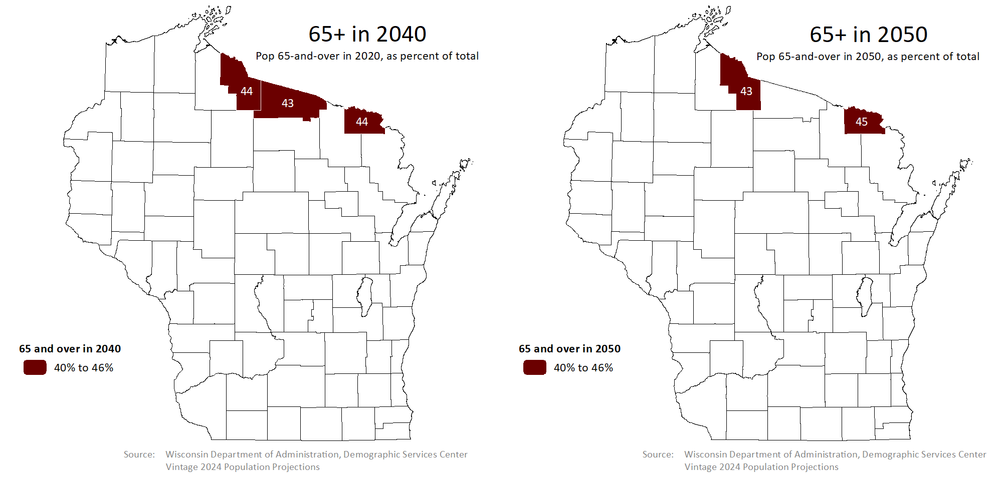 65+ in 2040
Pop 65-and-over in 2020, as percent of total
44
43
44
65 and over in 2040
40% to 46%
Source: Wisconsin Department of Administration, Demographic Services Center
Vintage 2024 Population Projections
65+ in 2050
Pop 65-and-over in 2050, as percent of total
43
45
65 and over in 2050
40% to 46%
Source: Wisconsin Department of Administration, Demographic Services Center
Vintage 2024 Population Projections